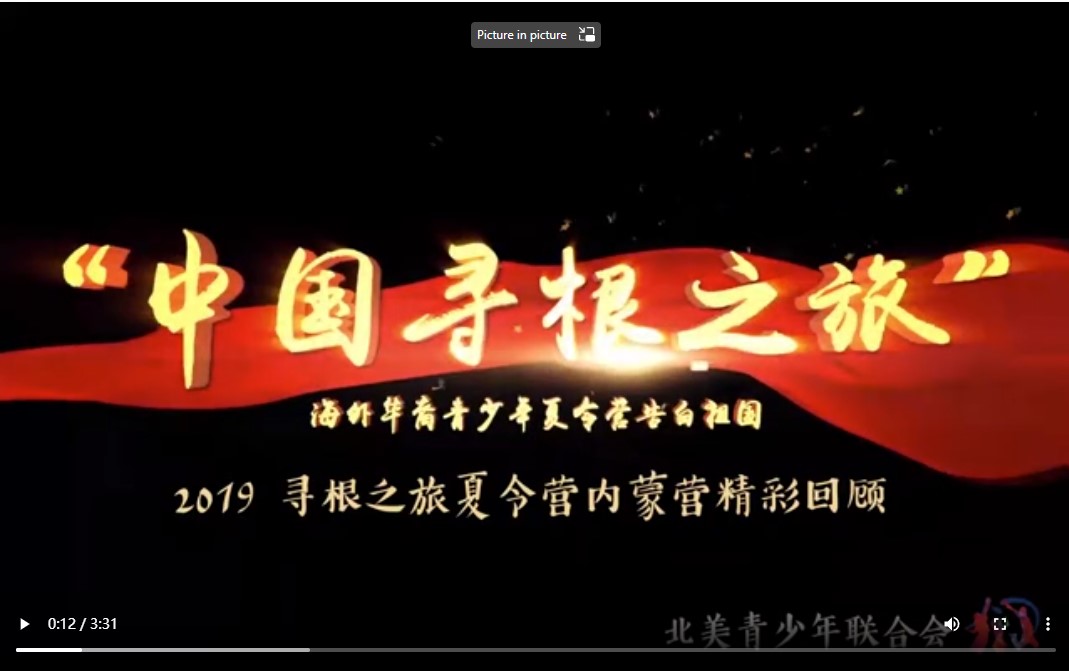 Picture in picture
“中国寻根之旅”
海外华裔青少年夏令营告白祖国
2019 寻根之旅夏令营内蒙营精彩回顾
北美青少年联合会
0:12 / 3:31